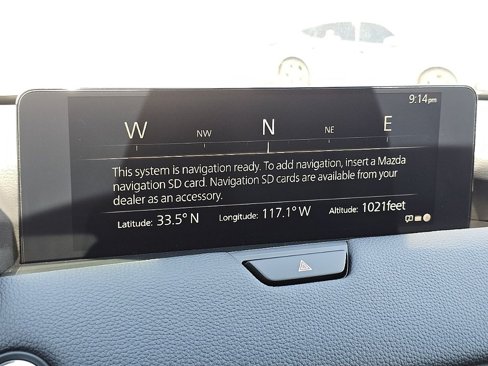 9:14pm
W NW N NE E
This system is navigation ready. To add navigation, insert a Mazda
navigation SD card. Navigation SD cards are available from your
dealer as an accessory.
Latitude: 33.5° N Longitude: 117.1° W Altitude: 1021feet